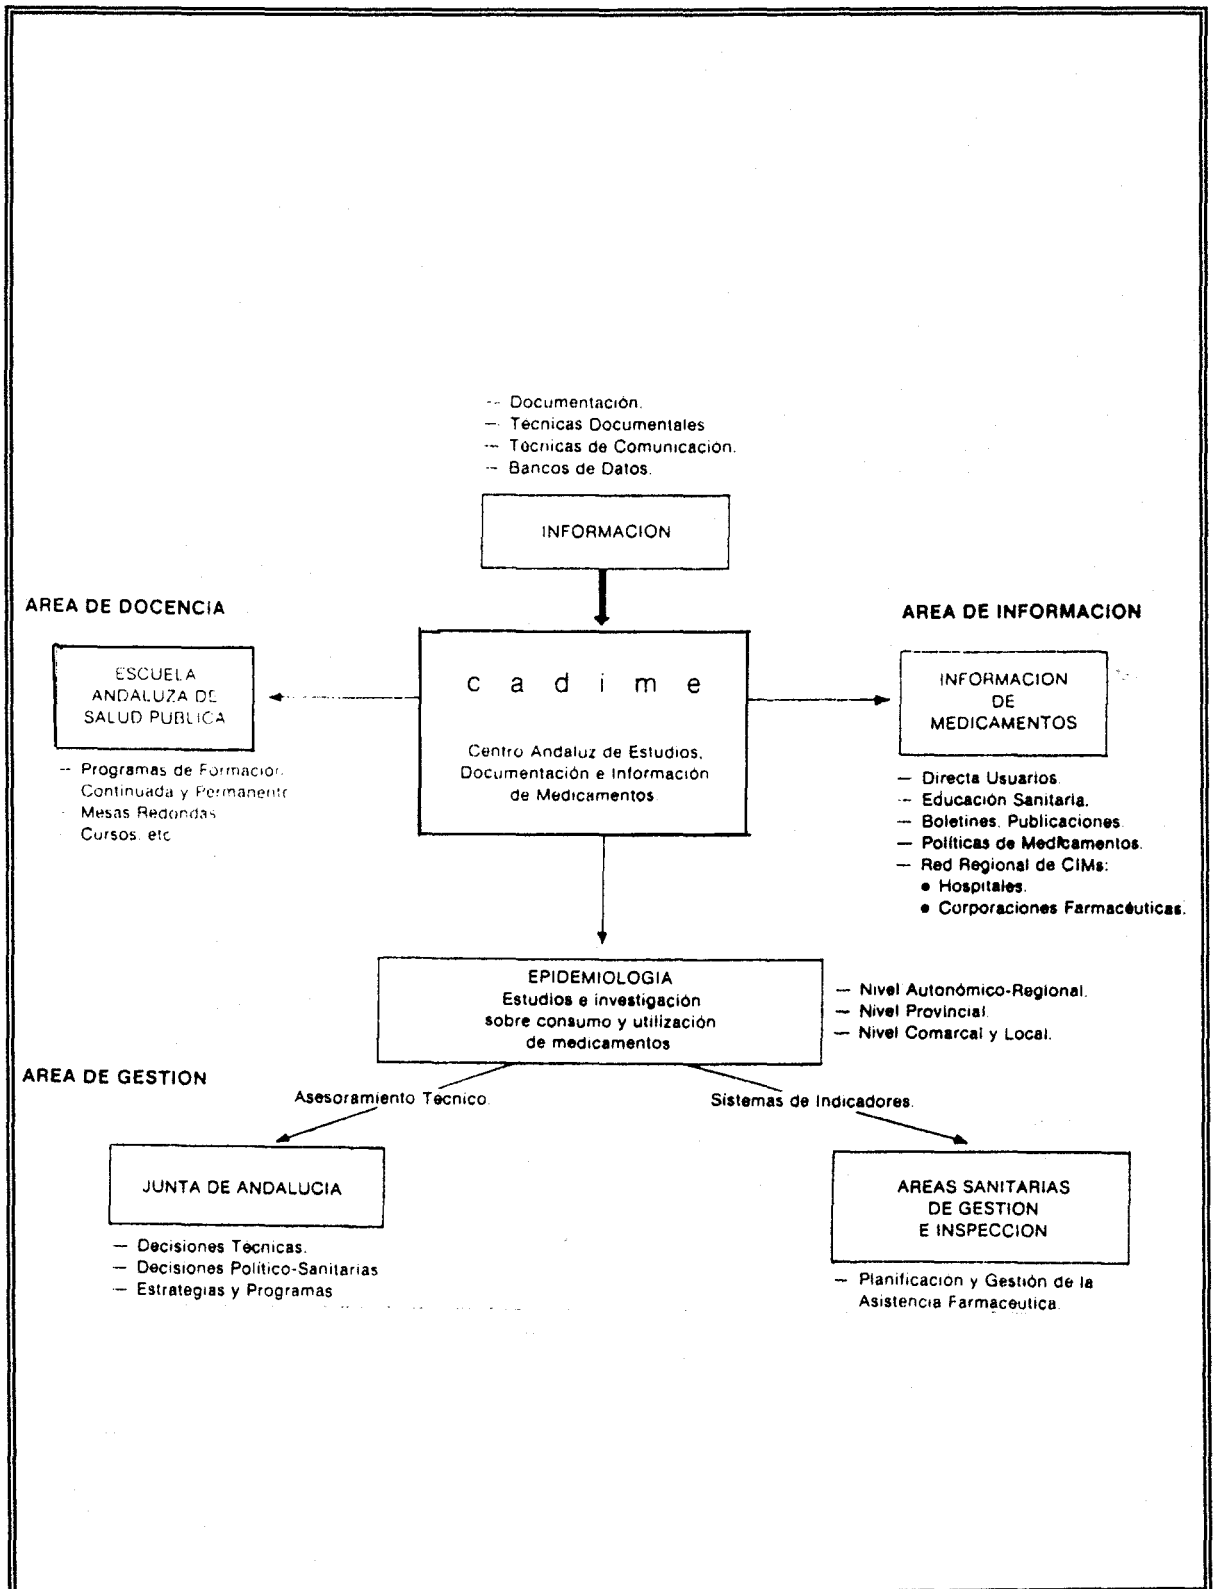 -- Documentación.
— Técnicas Documentales
-- Técnicas de Comunicación.
-- Bancos de Datos.
INFORMACION
AREA DE DOCENCIA
ESCUELA
ANDALUZA DE
SALUD PUBLICA
-- Programas de Formación.
Continuada y Permanente
- Mesas Redondas
- Cursos. etc
c a d i m e
Centro Andaluz de Estudios,
Documentación e Información
de Medicamentos
AREA DE INFORMACION
INFORMACION
DE
MEDICAMENTOS
— Directa Usuarios.
-- Educación Sanitaria.
— Boletines. Publicaciones.
— Políticas de Medicamentos.
— Red Regional de CIMs:
● Hospitales.
● Corporaciones Farmacéuticas.
EPIDEMIOLOGIA
Estudios e investigación
sobre consumo y utilización
de medicamentos
— Nivel Autonómico-Regional.
— Nivel Provincial.
— Nivel Comarcal y Local.
AREA DE GESTION
Asesoramiento Técnico.
Sistemas de Indicadores.
JUNTA DE ANDALUCIA
— Decisiones Técnicas.
— Decisiones Político-Sanitarias
— Estrategias y Programas
AREAS SANITARIAS
DE GESTION
E INSPECCION
— Planificación y Gestión de la
Asistencia Farmaceutica.